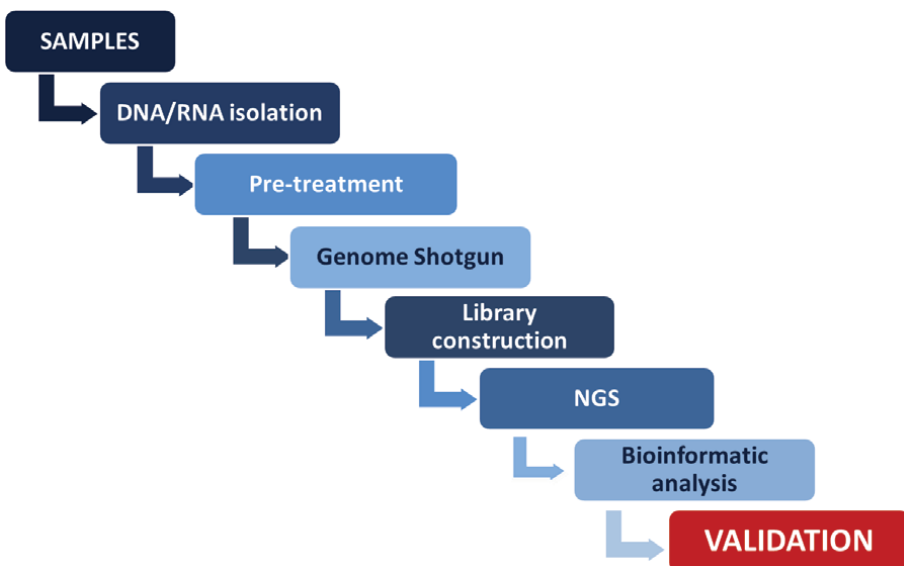 SAMPLES
DNA/RNA isolation
Pre-treatment
Genome Shotgun
Library
construction
NGS
Bioinformatic
analysis
VALIDATION